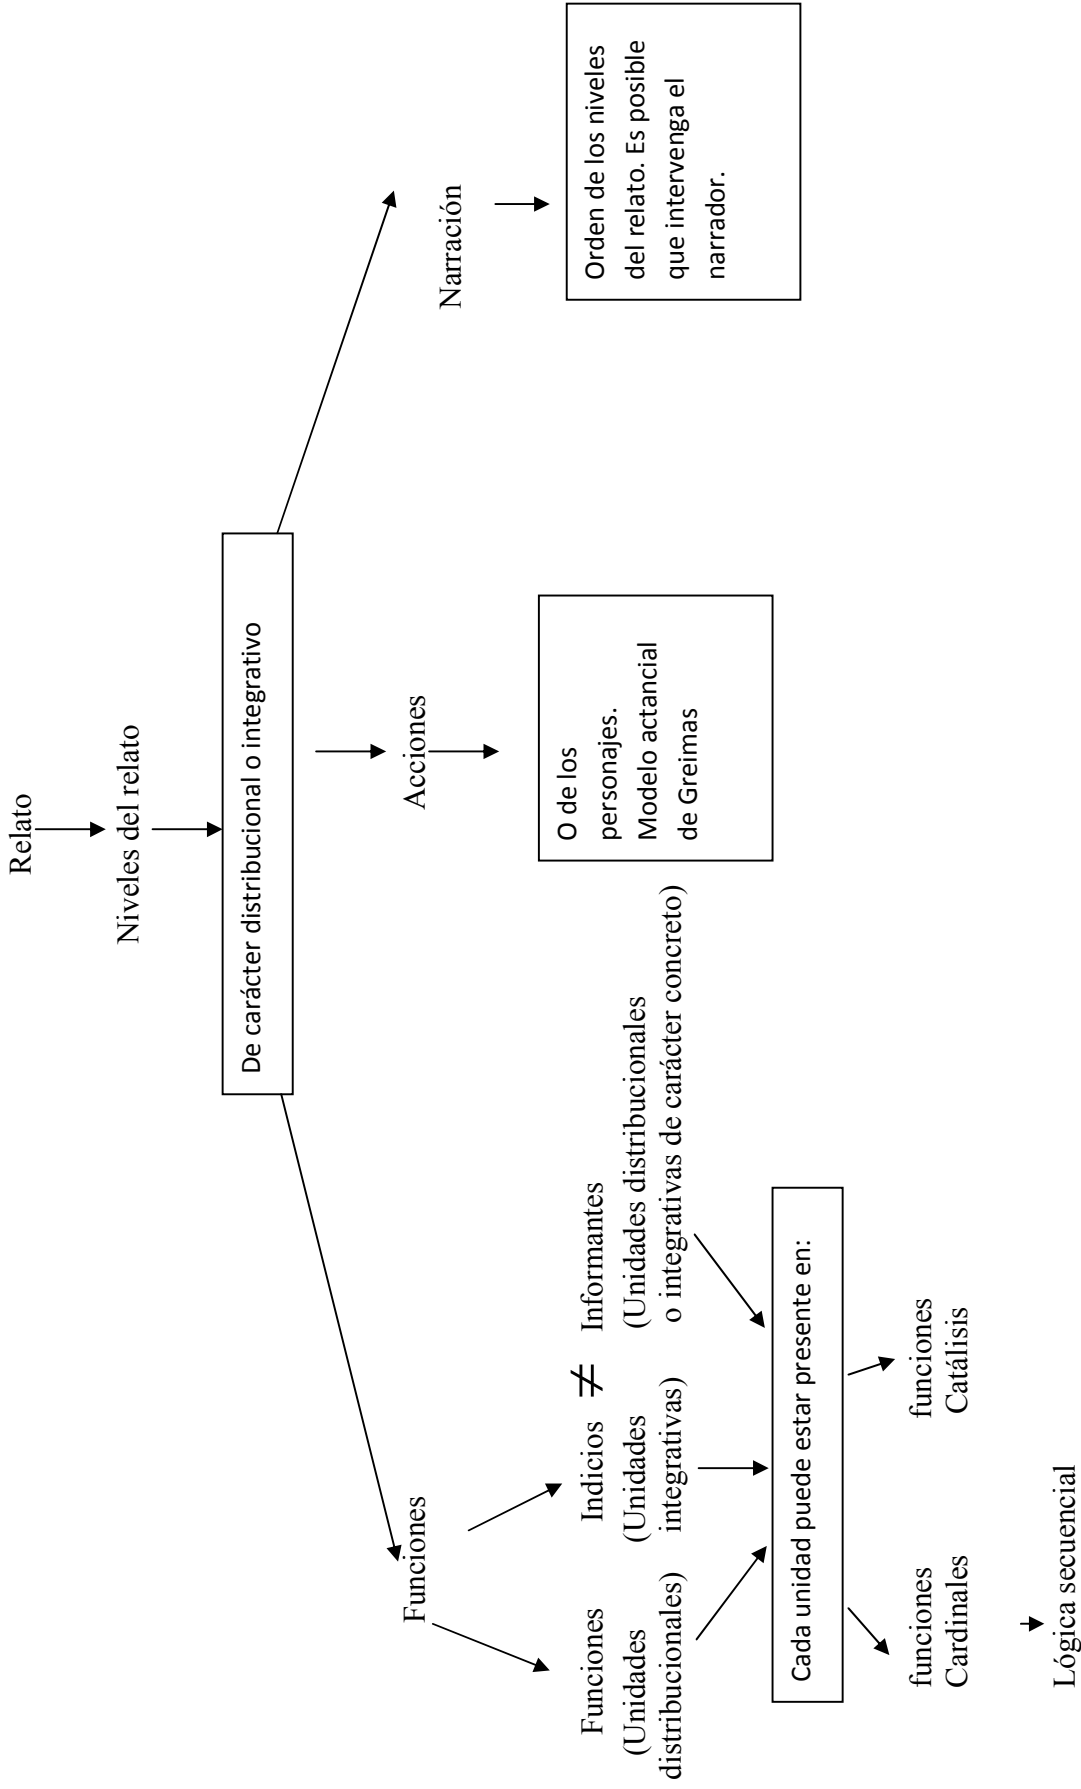 Relato
Niveles del relato
De carácter distribucional o integrativo
Funciones
Acciones
Narración
Funciones
(Unidades
distribucionales)
Indicios
(Unidades
integrativas)
≠
Informantes
(Unidades distribucionales
o integrativas de carácter concreto)
O de los
personajes.
Modelo actancial
de Greimas
Orden de los niveles
del relato. Es posible
que intervenga el
narrador.
Cada unidad puede estar presente en:
funciones
Cardinales
funciones
Catálisis
Lógica secuencial